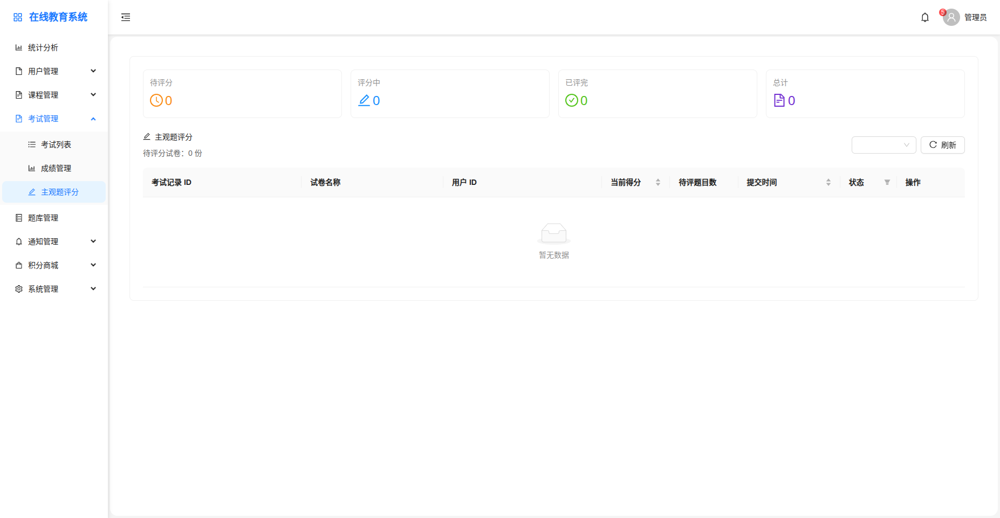 在线教育系统
5
管理员
统计分析
用户管理
课程管理
考试管理
考试列表
成绩管理
主观题评分
题库管理
通知管理
积分商城
系统管理
待评分
0
评分中
0
已评完
0
总计
0
主观题评分
待评分试卷：0 份
刷新
考试记录 ID 试卷名称 用户 ID 当前得分 待评题目数 提交时间 状态 操作
暂无数据